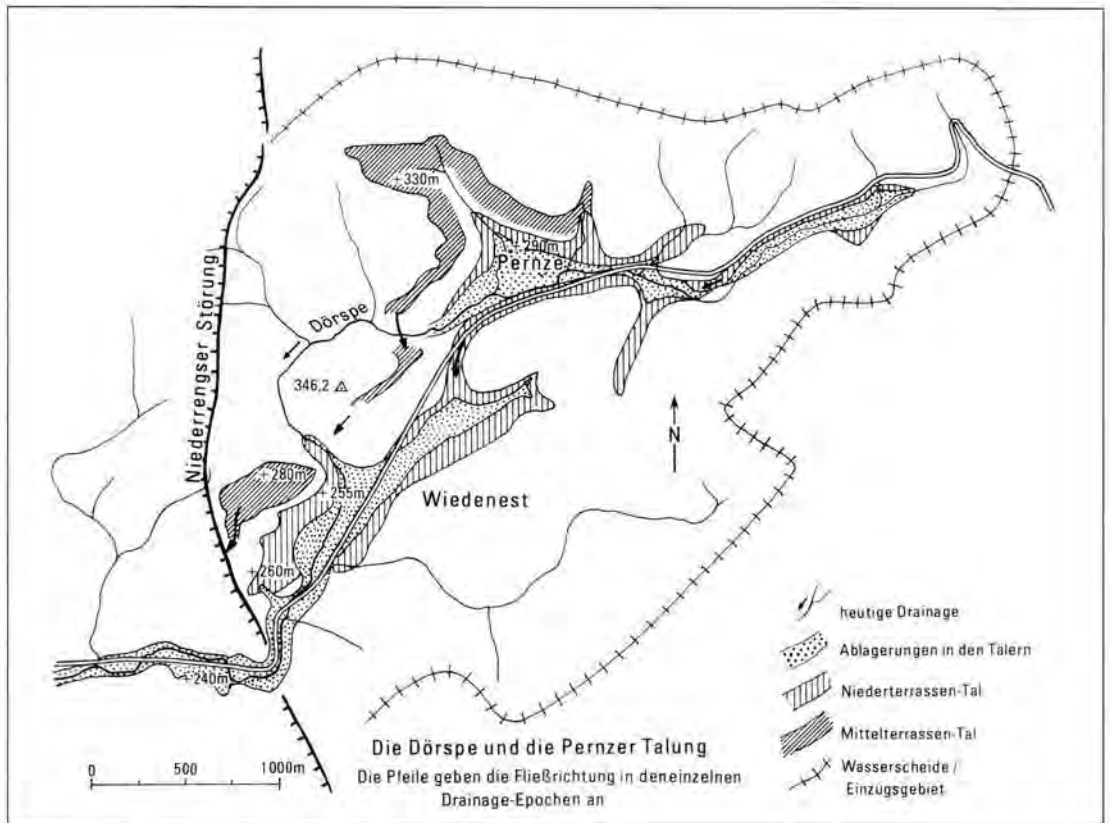 +330m
+290m
Pernze
Niederrengser Störung
Dörspe
346,2
N
+280m
+255m
Wiedenest
+260m
+240m
heutige Drainage
Ablagerungen in den Tälern
Niederterrassen-Tal
Mittelterrassen-Tal
Wasserscheide /
Einzugsgebiet
Die Dörspe und die Pernzer Talung
Die Pfeile geben die Fließrichtung in deneinzelnen
Drainage-Epochen an
0 500 1000m